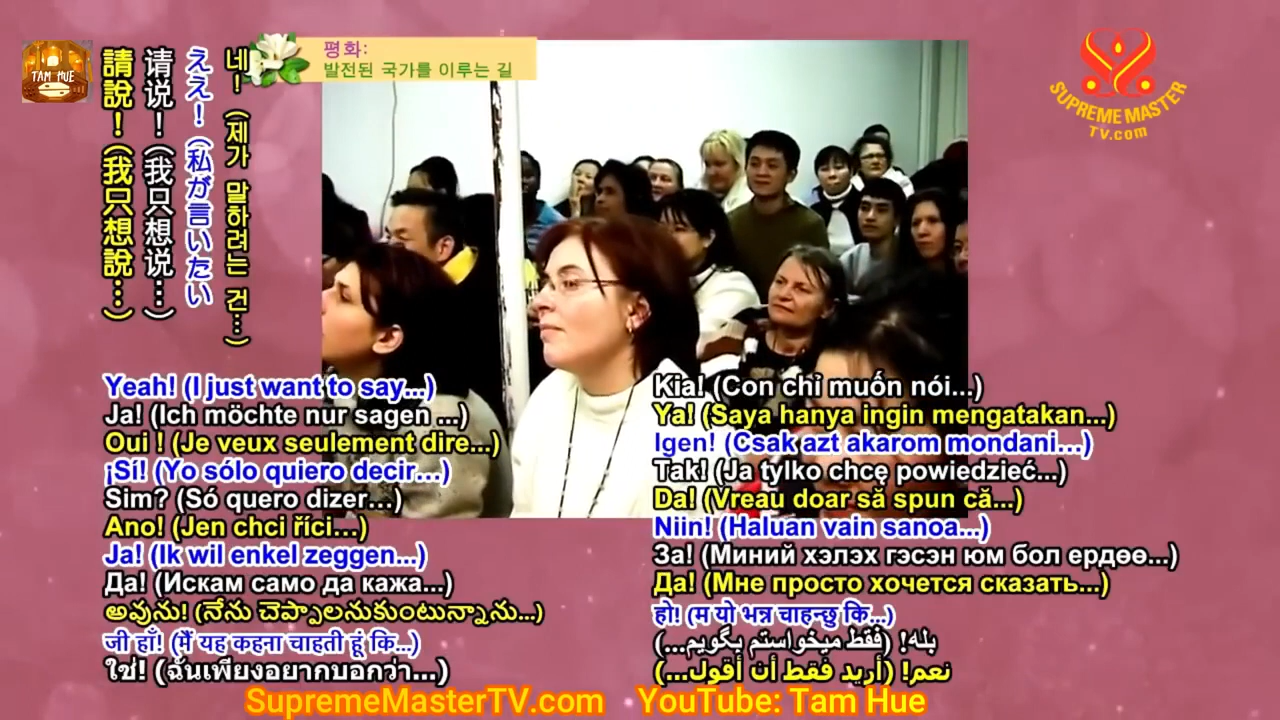 TAM HUE
평화:
발전된 국가를 이루는 길
SUPREME MASTER
TV.com
請說！(我只想說…)
请说！(我只想说…)
ええ！(私が言いたい
네！(제가 말하려는 건…)
Yeah! (I just want to say...)
Ja! (Ich möchte nur sagen ...)
Oui ! (Je veux seulement dire...)
¡Sí! (Yo sólo quiero decir…)
Sim? (Só quero dizer…)
Ano! (Jen chci říci…)
Ja! (Ik wil enkel zeggen...)
Да! (Искам само да кажа...)
అవును! (నేను చెప్పాలనుకుంటున్నాను...)
जी हाँ! (मैं यह कहना चाहती हूं कि...)
ใช่! (ฉันเพียงอยากบอกว่า...)
Kìa! (Con chỉ muốn nói...)
Ya! (Saya hanya ingin mengatakan...)
Igen! (Csak azt akarom mondani…)
Tak! (Ja tylko chcę powiedzieć...)
Da! (Vreau doar să spun că...)
Niin! (Haluan vain sanoa...)
За! (Миний хэлэх гэсэн юм бол ердөө...)
Да! (Мне просто хочется сказать...)
हो! (म यो भन्न चाहन्छु कि...)
بله! (فقط میخواستم بگویم...)
نعم! (أريد فقط أن أقول...)
SupremeMasterTV.com YouTube: Tam Hue